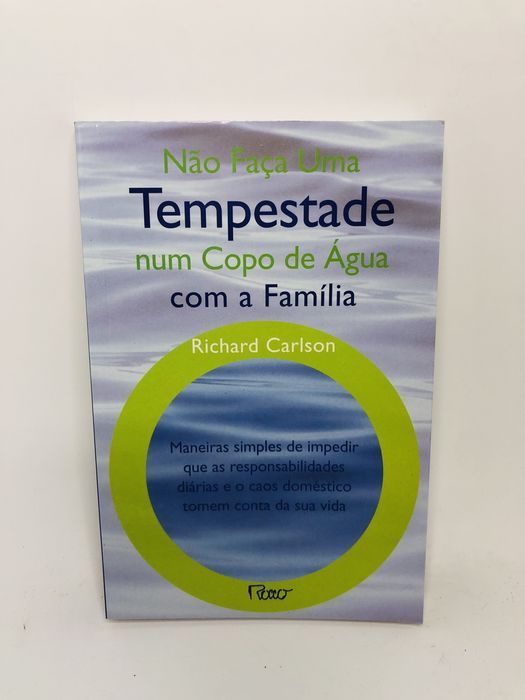 Não Faça Uma
Tempestade
num Copo de Água
com a Família
Richard Carlson
Maneiras simples de impedir
que as responsabilidades
diárias e o caos doméstico
tomem conta da sua vida
Rocco